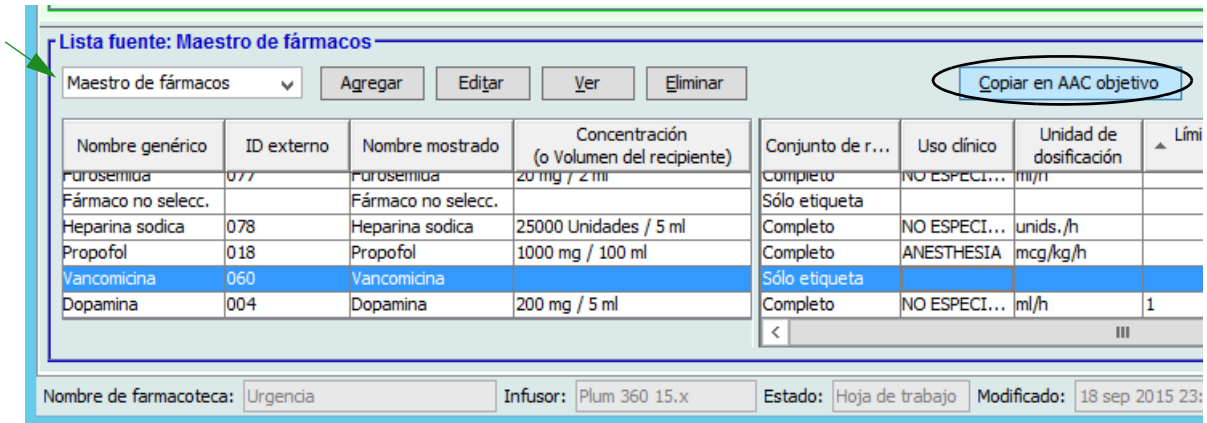 Lista fuente: Maestro de fármacos
Maestro de fármacos Agregar Editar Ver Eliminar Copiar en AAC objetivo
Nombre genérico ID externo Nombre mostrado Concentración (o Volumen del recipiente) Conjunto de r... Uso clínico Unidad de dosificación
Furosemida 077 Furosemida 20 mg / 2 ml Completo NO ESPECI... ml/h
Fármaco no selecc. Fármaco no selecc. Sólo etiqueta
Heparina sodica 078 Heparina sodica 25000 Unidades / 5 ml Completo NO ESPECI... unids./h
Propofol 018 Propofol 1000 mg / 100 ml Completo ANESTHESIA mcg/kg/h
Vancomicina 060 Vancomicina Sólo etiqueta
Dopamina 004 Dopamina 200 mg / 5 ml Completo NO ESPECI... ml/h 1
Nombre de farmacoteca: Urgencia Infusor: Plum 360 15.x Estado: Hoja de trabajo Modificado: 18 sep 2015 23: